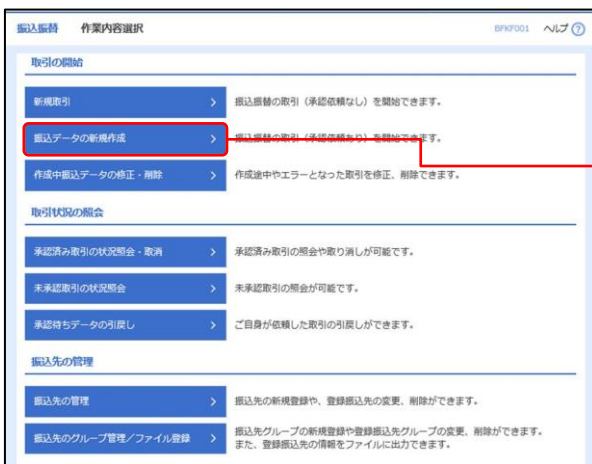 振込振替 作業内容選択 BFKF001 ヘルプ ?
取引の開始
新規取引 > 振込振替の取引（承認依頼なし）を開始できます。
振込データの新規作成 > 振込振替の取引（承認依頼あり）を開始できます。
作成中振込データの修正・削除 > 作成途中やエラーとなった取引を修正、削除できます。
取引状況の照会
承認済み取引の状況照会・取消 > 承認済み取引の照会や取り消しが可能です。
未承認取引の状況照会 > 未承認取引の照会が可能です。
承認待ちデータの引戻し > ご自身が依頼した取引の引戻しができます。
振込先の管理
振込先の管理 > 振込先の新規登録や、登録振込先の変更、削除ができます。
振込先のグループ管理／ファイル登録 > 振込先グループの新規登録や登録振込先グループの変更、削除ができます。
また、登録振込先の情報をファイルに出力できます。